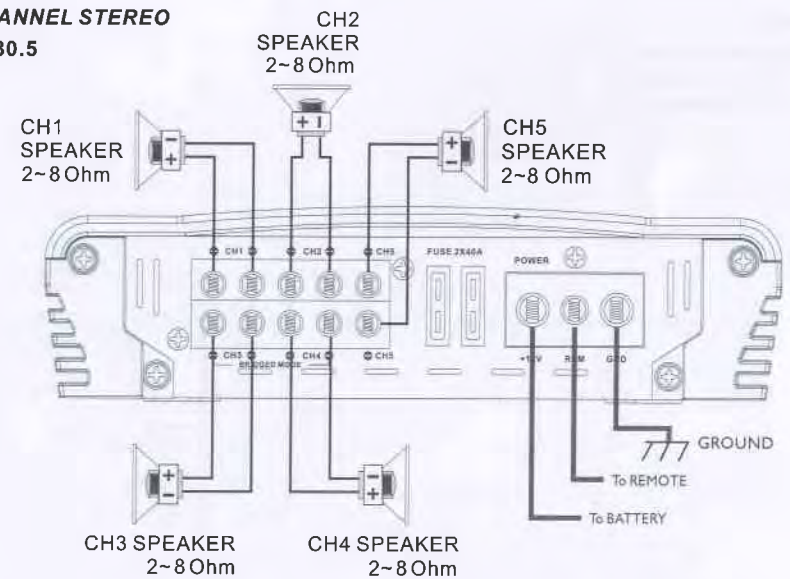 ANNEL STEREO
80.5
CH2
SPEAKER
2~8 Ohm
CH1
SPEAKER
2~8 Ohm
CH5
SPEAKER
2~8 Ohm
+ −
− +
+ −
CH1
CH2
CH5
FUSE 2X40A
POWER
CH3
BRIDGED MODE
CH4
CH5
+12V
REM
GND
GROUND
To REMOTE
To BATTERY
+ −
− +
CH3 SPEAKER
2~8 Ohm
CH4 SPEAKER
2~8 Ohm